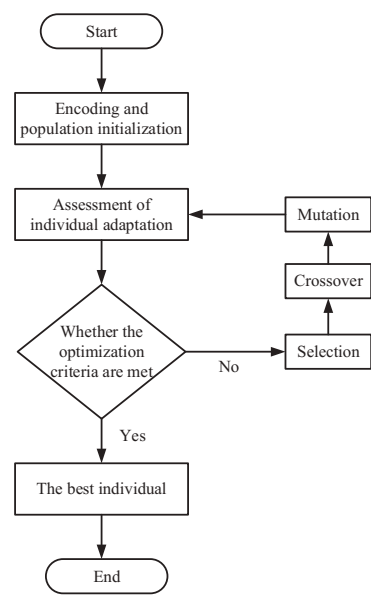 Start
Encoding and
population initialization
Assessment of
individual adaptation
Mutation
Crossover
Whether the
optimization
criteria are met
No
Selection
Yes
The best individual
End